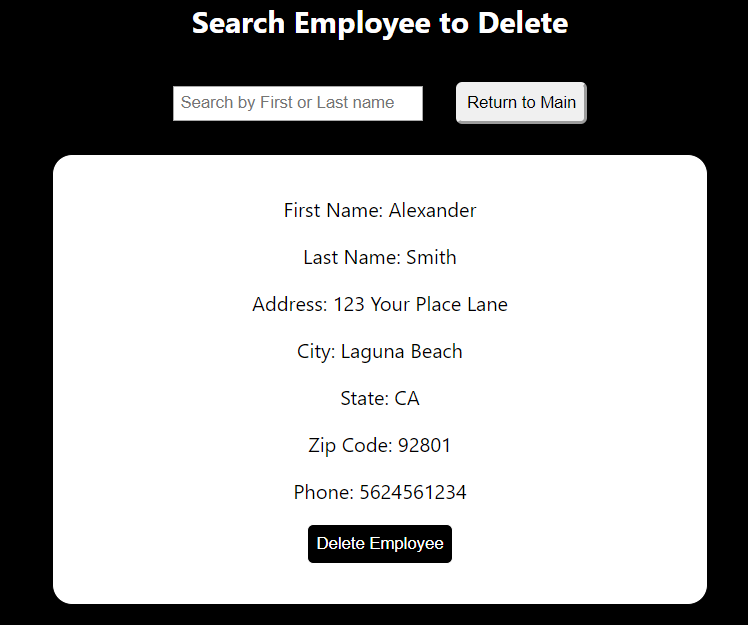 Search Employee to Delete
Search by First or Last name
Return to Main
First Name: Alexander
Last Name: Smith
Address: 123 Your Place Lane
City: Laguna Beach
State: CA
Zip Code: 92801
Phone: 5624561234
Delete Employee